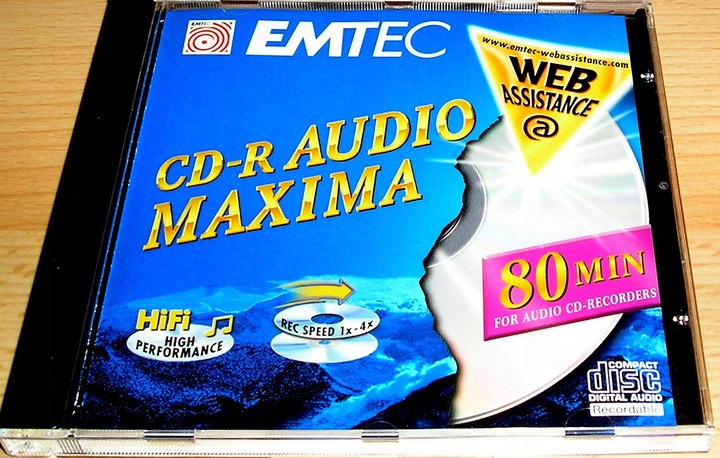 EMTEC
EMTEC
www.emtec-webassistance.com
WEB
ASSISTANCE
@
CD-R AUDIO
MAXIMA
80 MIN
FOR AUDIO CD-RECORDERS
HiFi
HIGH
PERFORMANCE
REC SPEED 1x-4x
COMPACT
disc
DIGITAL AUDIO
Recordable